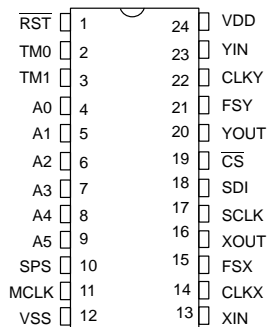 RST 1 24 VDD
TM0 2 23 YIN
TM1 3 22 CLKY
A0 4 21 FSY
A1 5 20 YOUT
A2 6 19 CS
A3 7 18 SDI
A4 8 17 SCLK
A5 9 16 XOUT
SPS 10 15 FSX
MCLK 11 14 CLKX
VSS 12 13 XIN